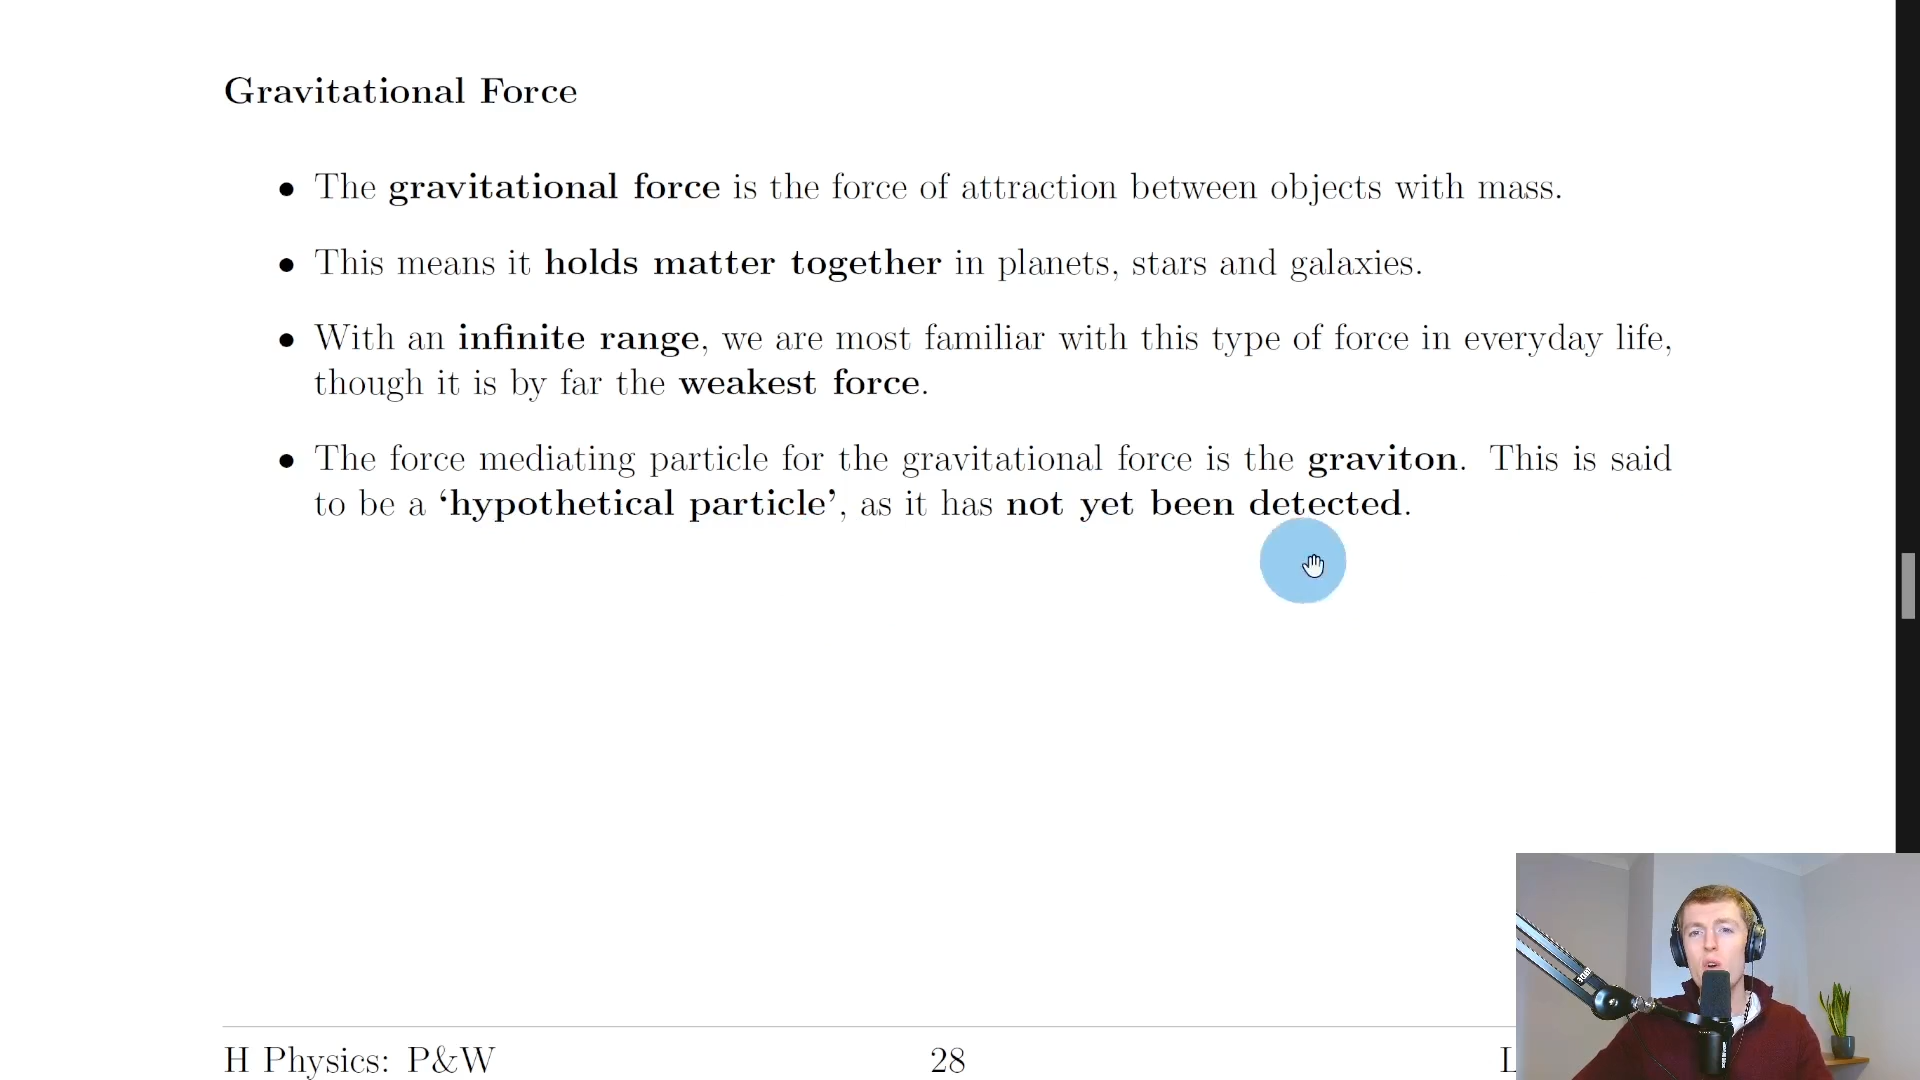 Gravitational Force
• The gravitational force is the force of attraction between objects with mass.
• This means it holds matter together in planets, stars and galaxies.
• With an infinite range, we are most familiar with this type of force in everyday life,
though it is by far the weakest force.
• The force mediating particle for the gravitational force is the graviton. This is said
to be a ‘hypothetical particle’, as it has not yet been detected.
H Physics: P&W 28 L